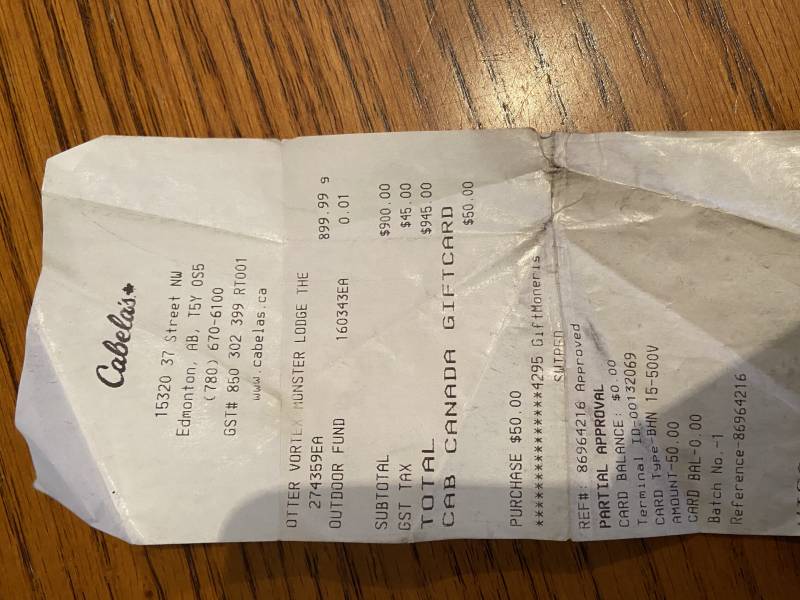 Cabela's
15320 37 Street NW
Edmonton, AB, T5Y 0S5
(780) 670-6100
GST# 850 302 399 RT001
www.cabelas.ca
OTTER VORTEX MONSTER LODGE THE
274359EA 899.99 g
OUTDOOR FUND 160343EA 0.01
SUBTOTAL $900.00
GST TAX $45.00
TOTAL $945.00
CAB CANADA GIFTCARD
$50.00
PURCHASE $50.00
****************4295 GiftMoneris
SWIPED
REF#: 86964216 Approved
PARTIAL APPROVAL
CARD BALANCE: $0.00
Terminal ID-00132069
CARD Type-BHN 15-500V
AMOUNT-50.00
CARD BAL-0.00
Batch No.-1
Reference-86964216